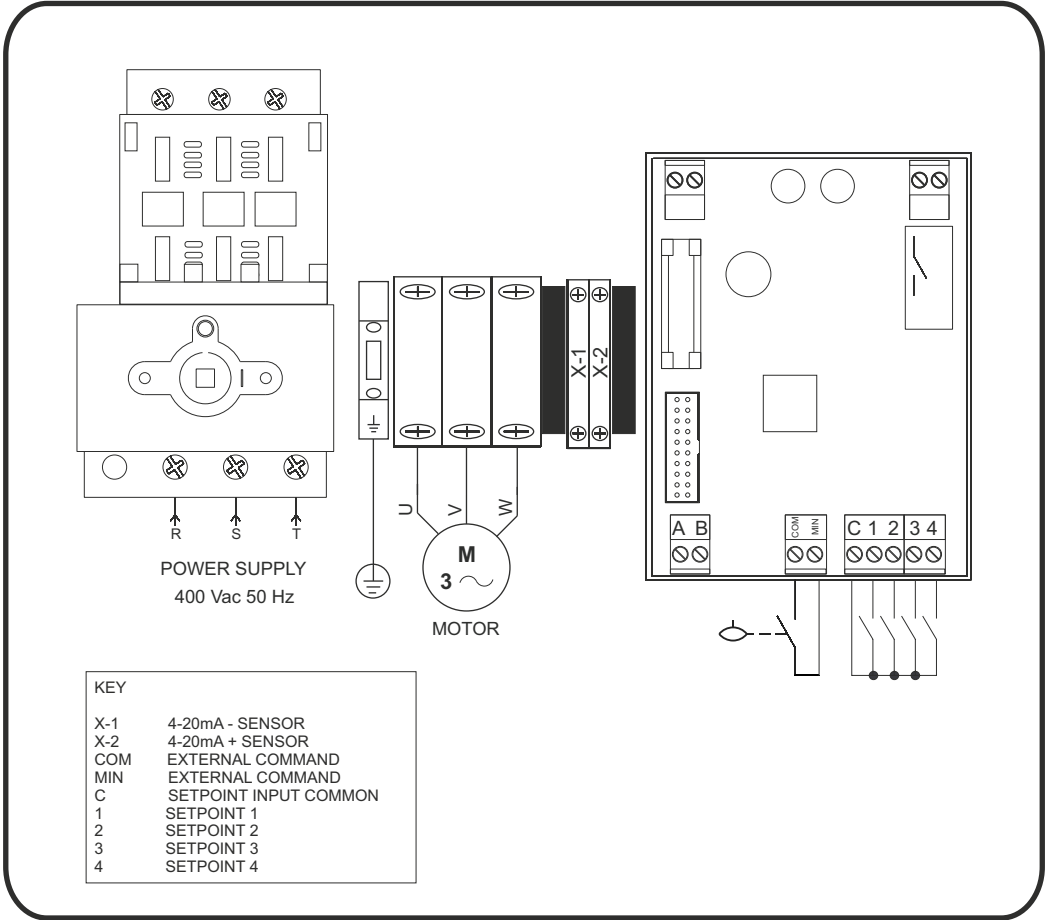 X-1
X-2
A B
COM
MIN
C 1 2 3 4
U
V
W
R
S
T
POWER SUPPLY
400 Vac 50 Hz
M
3
MOTOR
KEY
X-1 4-20mA - SENSOR
X-2 4-20mA + SENSOR
COM EXTERNAL COMMAND
MIN EXTERNAL COMMAND
C SETPOINT INPUT COMMON
1 SETPOINT 1
2 SETPOINT 2
3 SETPOINT 3
4 SETPOINT 4